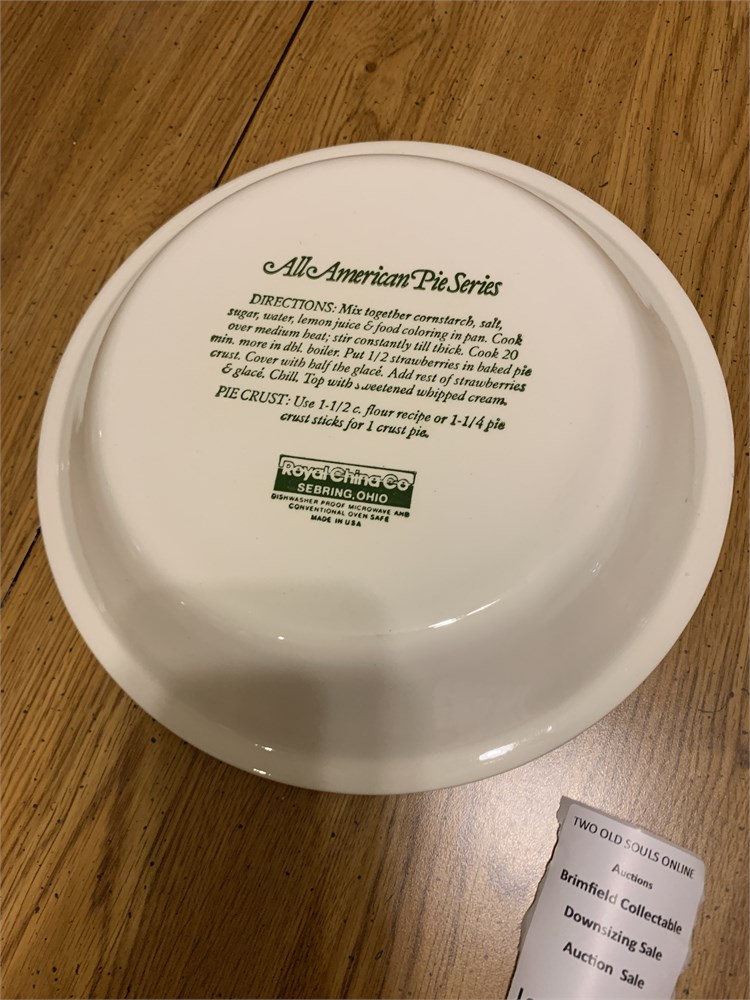 All American Pie Series
DIRECTIONS: Mix together cornstarch, salt,
sugar, water, lemon juice & food coloring in pan. Cook
over medium heat; stir constantly till thick. Cook 20
min. more in dbl. boiler. Put 1/2 strawberries in baked pie
crust. Cover with half the glacé. Add rest of strawberries
& glacé. Chill. Top with sweetened whipped cream.
PIE CRUST: Use 1-1/2 c. flour recipe or 1-1/4 pie
crust sticks for 1 crust pie.
Royal China Co
SEBRING, OHIO
DISHWASHER PROOF MICROWAVE AND
CONVENTIONAL OVEN SAFE
MADE IN USA
TWO OLD SOULS ONLINE
Auctions
Brimfield Collectable
Downsizing Sale
Auction Sale